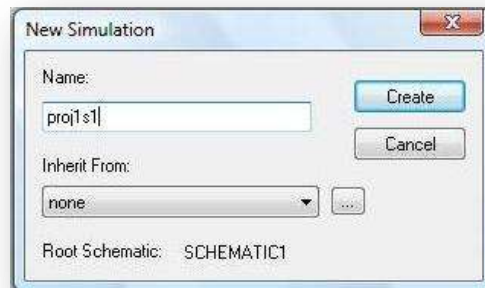 New Simulation
Name:
proj1s1
Create
Cancel
Inherit From:
none
...
Root Schematic: SCHEMATIC1